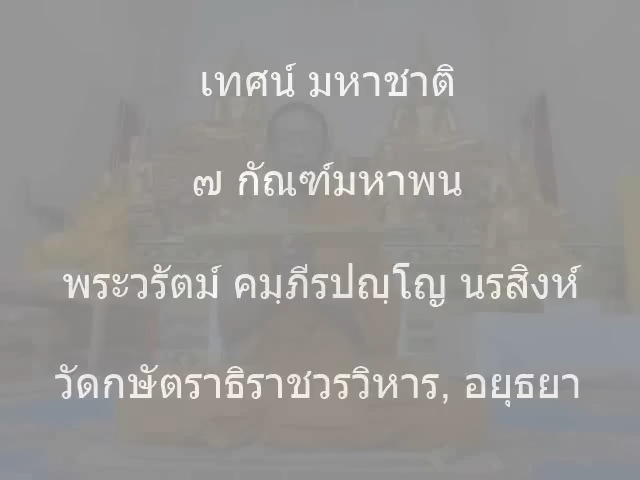 เทศน์ มหาชาติ
๗ กัณฑ์มหาพน
พระวรัตม์ คมฺภีรปญฺโญ นรสิงห์
วัดกษัตราธิราชวรวิหาร, อยุธยา